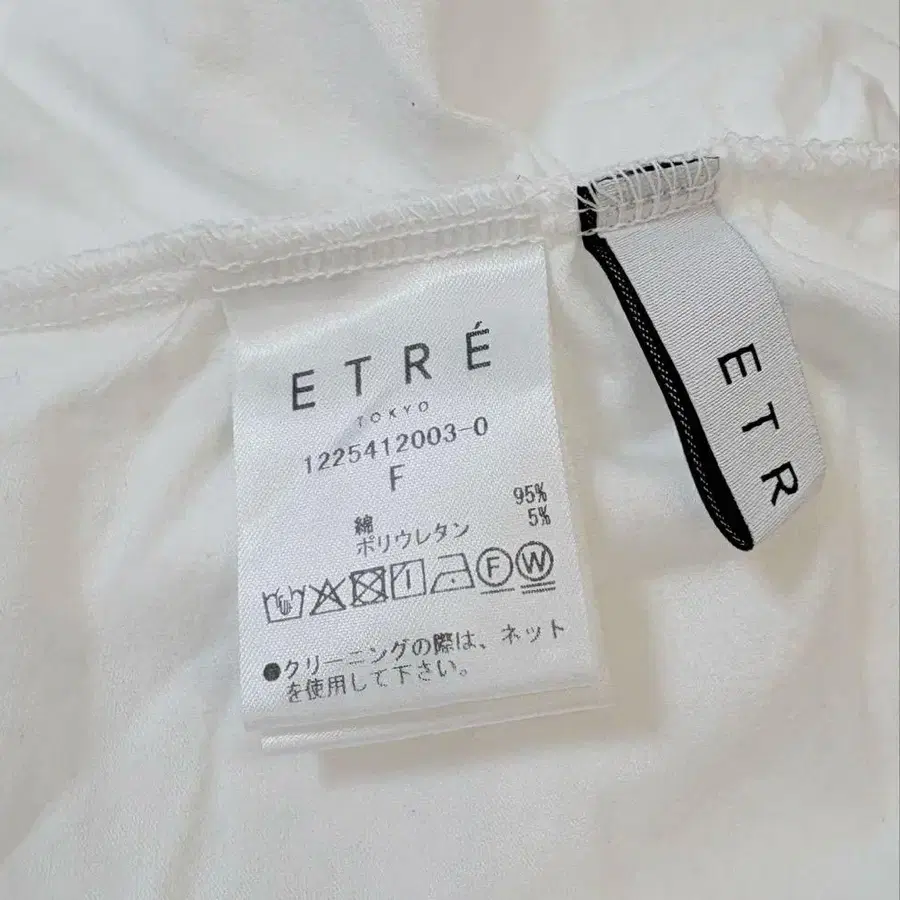 ETRÉ
TOKYO
1225412003-0
F
綿 95%
ポリウレタン 5%
F W
●クリーニングの際は、ネット
を使用して下さい。
ETR